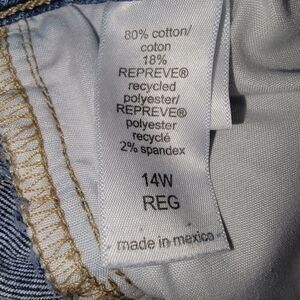 80% cotton/
coton
18%
REPREVE®
recycled
polyester/
REPREVE®
polyester
recyclé
2% spandex
14W
REG
made in mexico